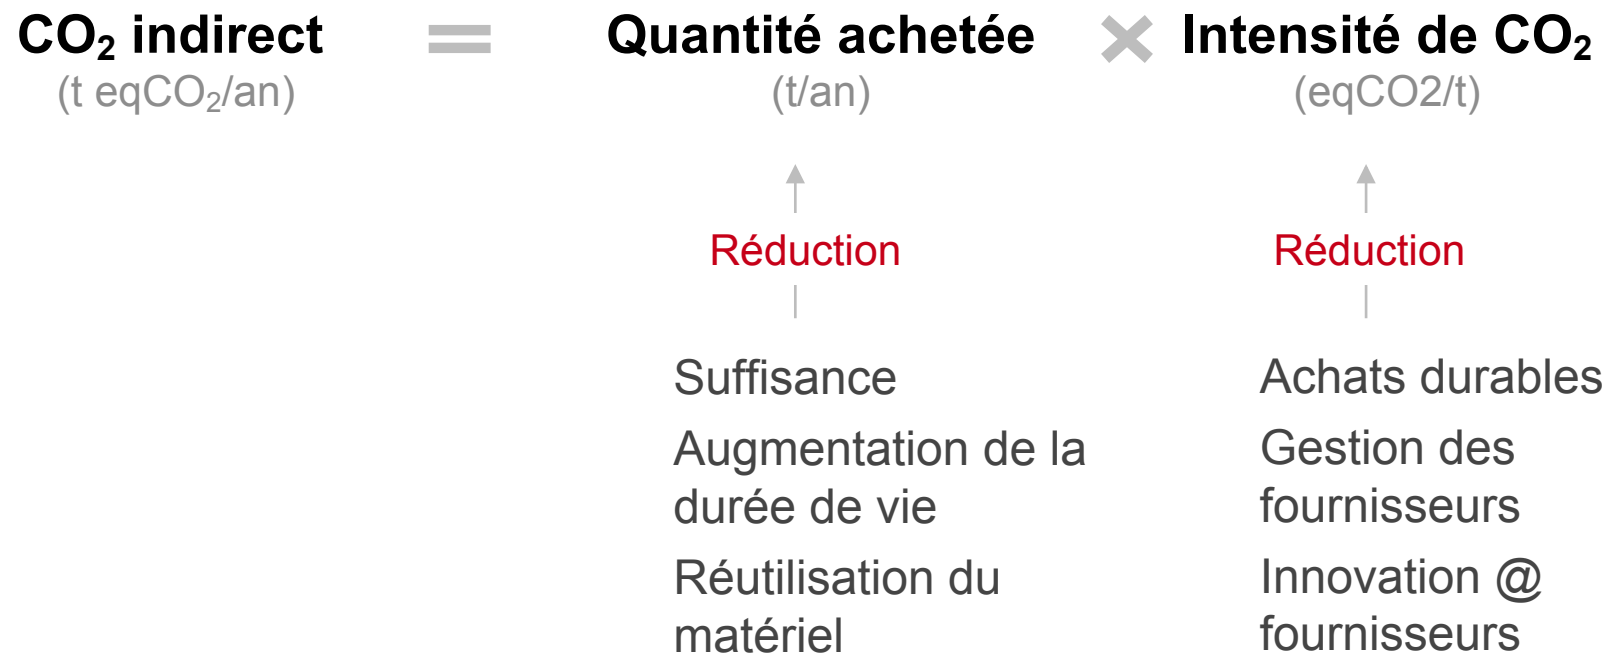 CO₂ indirect = Quantité achetée × Intensité de CO₂
(t eqCO₂/an) (t/an) (eqCO2/t)
Réduction Réduction
Suffisance
Augmentation de la
durée de vie
Réutilisation du
matériel
Achats durables
Gestion des
fournisseurs
Innovation @
fournisseurs